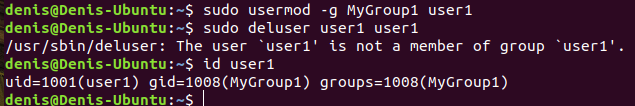 denis@Denis-Ubuntu:~$ sudo usermod -g MyGroup1 user1
denis@Denis-Ubuntu:~$ sudo deluser user1 user1
/usr/sbin/deluser: The user `user1' is not a member of group `user1'.
denis@Denis-Ubuntu:~$ id user1
uid=1001(user1) gid=1008(MyGroup1) groups=1008(MyGroup1)
denis@Denis-Ubuntu:~$